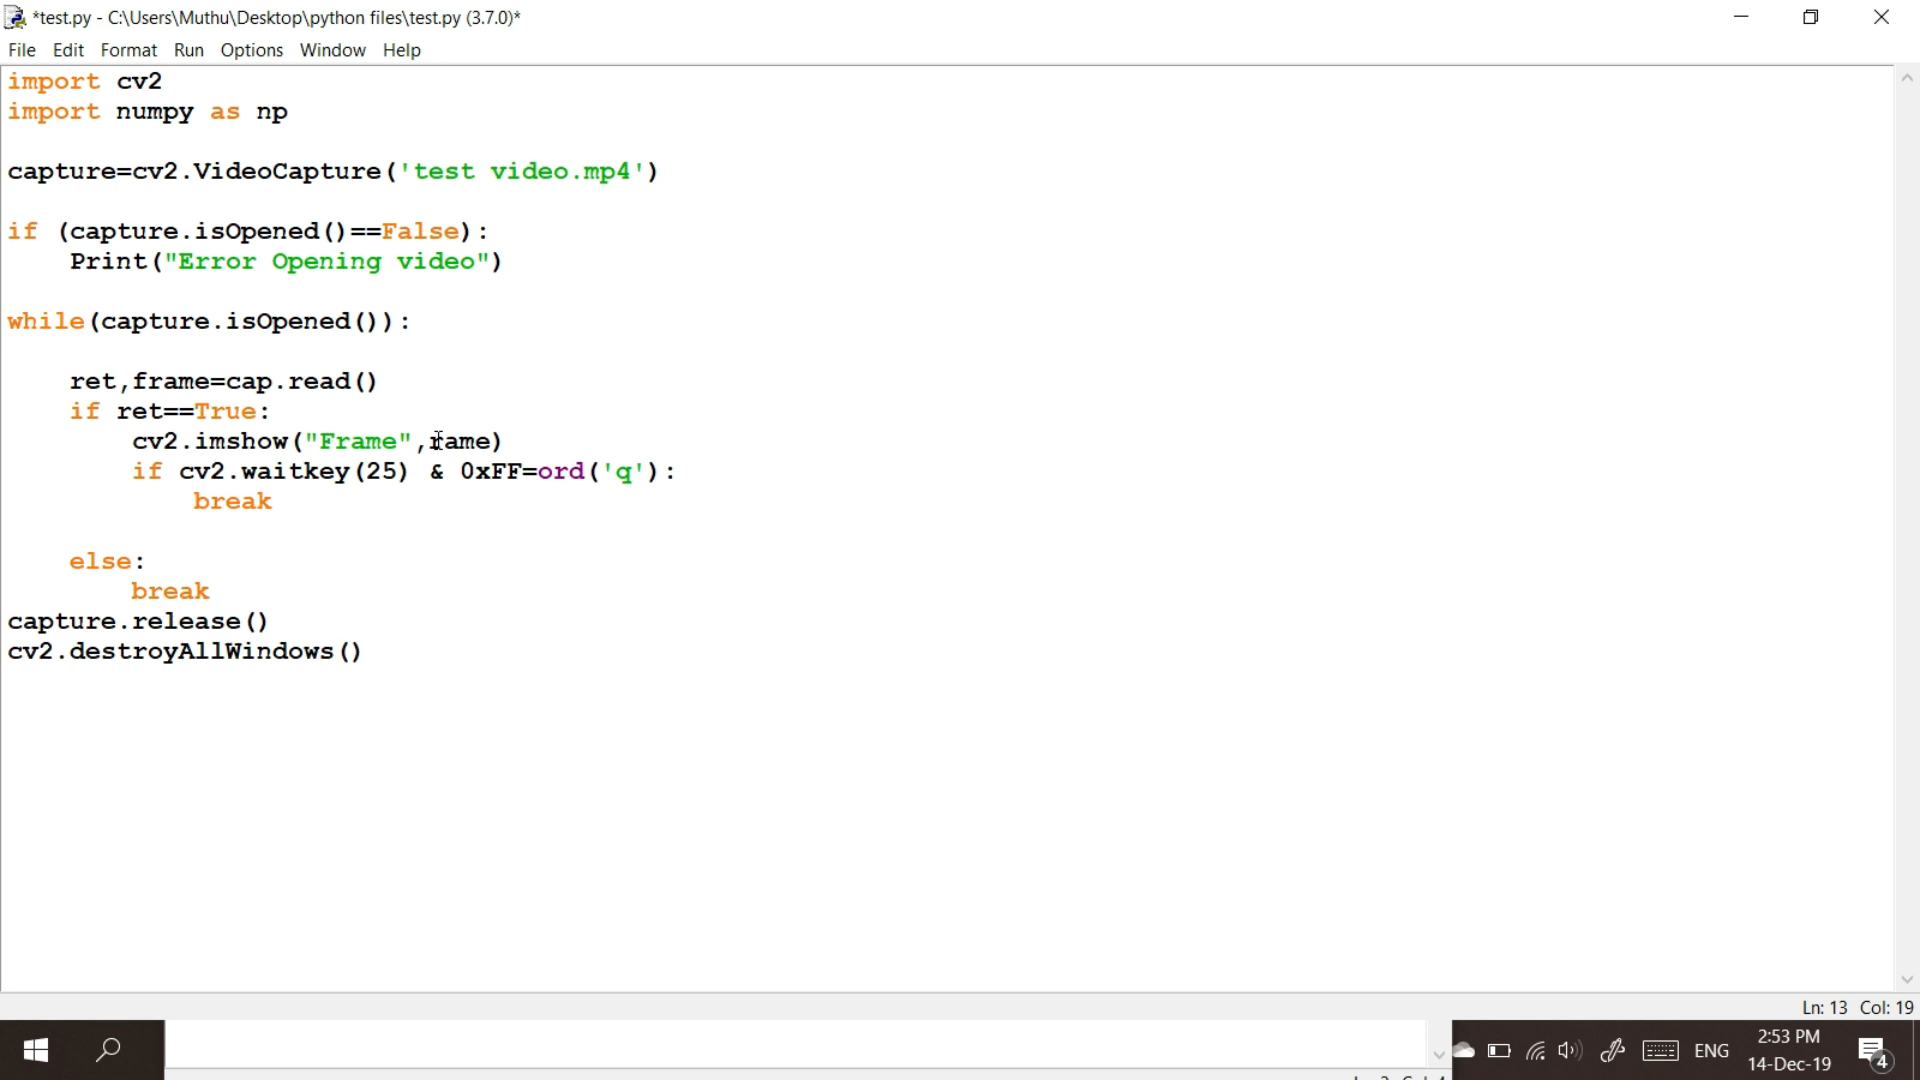 *test.py - C:\Users\Muthu\Desktop\python files\test.py (3.7.0)*
File Edit Format Run Options Window Help
import cv2
import numpy as np
capture=cv2.VideoCapture('test video.mp4')
if (capture.isOpened()==False):
    Print("Error Opening video")
while(capture.isOpened()):
    ret,frame=cap.read()
    if ret==True:
        cv2.imshow("Frame",rame)
        if cv2.waitkey(25) & 0xFF=ord('q'):
            break
    else:
        break
capture.release()
cv2.destroyAllWindows()
Ln: 13 Col: 19
ENG
2:53 PM
14-Dec-19
4